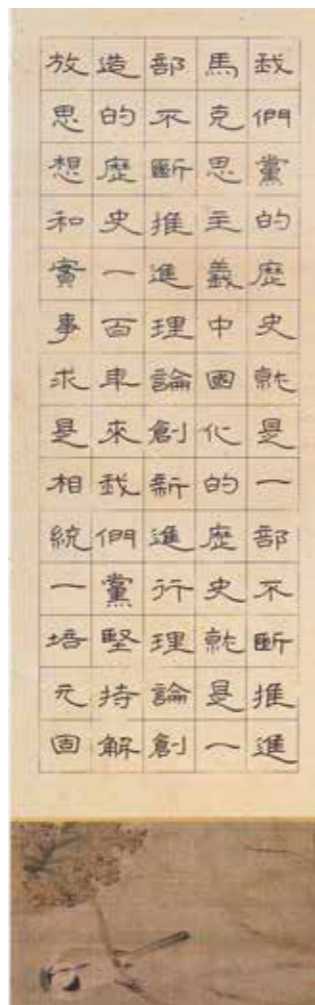 我們黨的歷史就是一部不斷推進
馬克思主義中國化的歷史就是一
部不斷推進理論創新進行理論創
造的歷史一百年來我們黨堅持解
放思想和實事求是相統一培元固